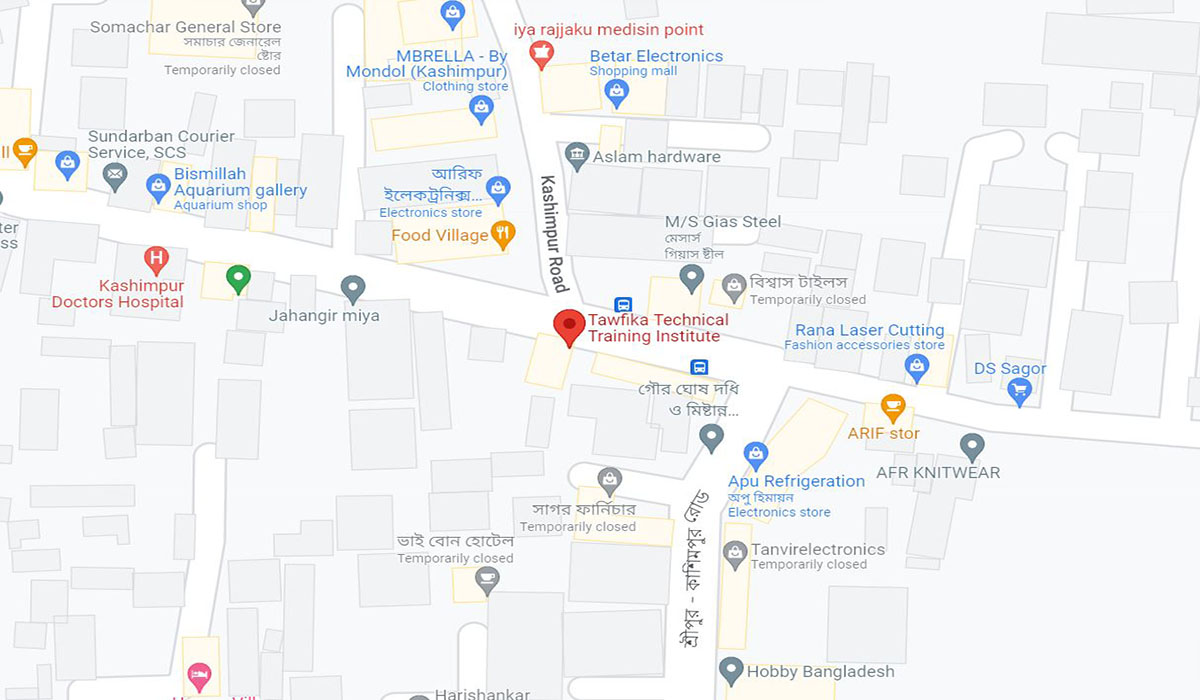 Somachar General Store
সমাচার জেনারেল
ষ্টোর
Temporarily closed
MBRELLA - By
Mondol (Kashimpur)
Clothing store
iya rajjaku medisin point
Betar Electronics
Shopping mall
Sundarban Courier
Service, SCS
Bismillah
Aquarium gallery
Aquarium shop
আরিফ
ইলেকট্রনিক্স...
Electronics store
Food Village
Aslam hardware
Kashimpur Road
M/S Gias Steel
মেসার্স
গিয়াস ষ্টীল
বিশ্বাস টাইলস
Temporarily closed
Kashimpur
Doctors Hospital
Jahangir miya
Tawfika Technical
Training Institute
Rana Laser Cutting
Fashion accessories store
DS Sagor
গৌর ঘোষ দধি
ও মিষ্টান্ন...
ARIF stor
AFR KNITWEAR
Apu Refrigeration
অপু হিমায়ন
Electronics store
সাগর ফার্নিচার
Temporarily closed
শ্রীপুর - কাশিমপুর রোড
ভাই বোন হোটেল
Temporarily closed
Tanvirelectronics
Temporarily closed
Hobby Bangladesh
Harishankar